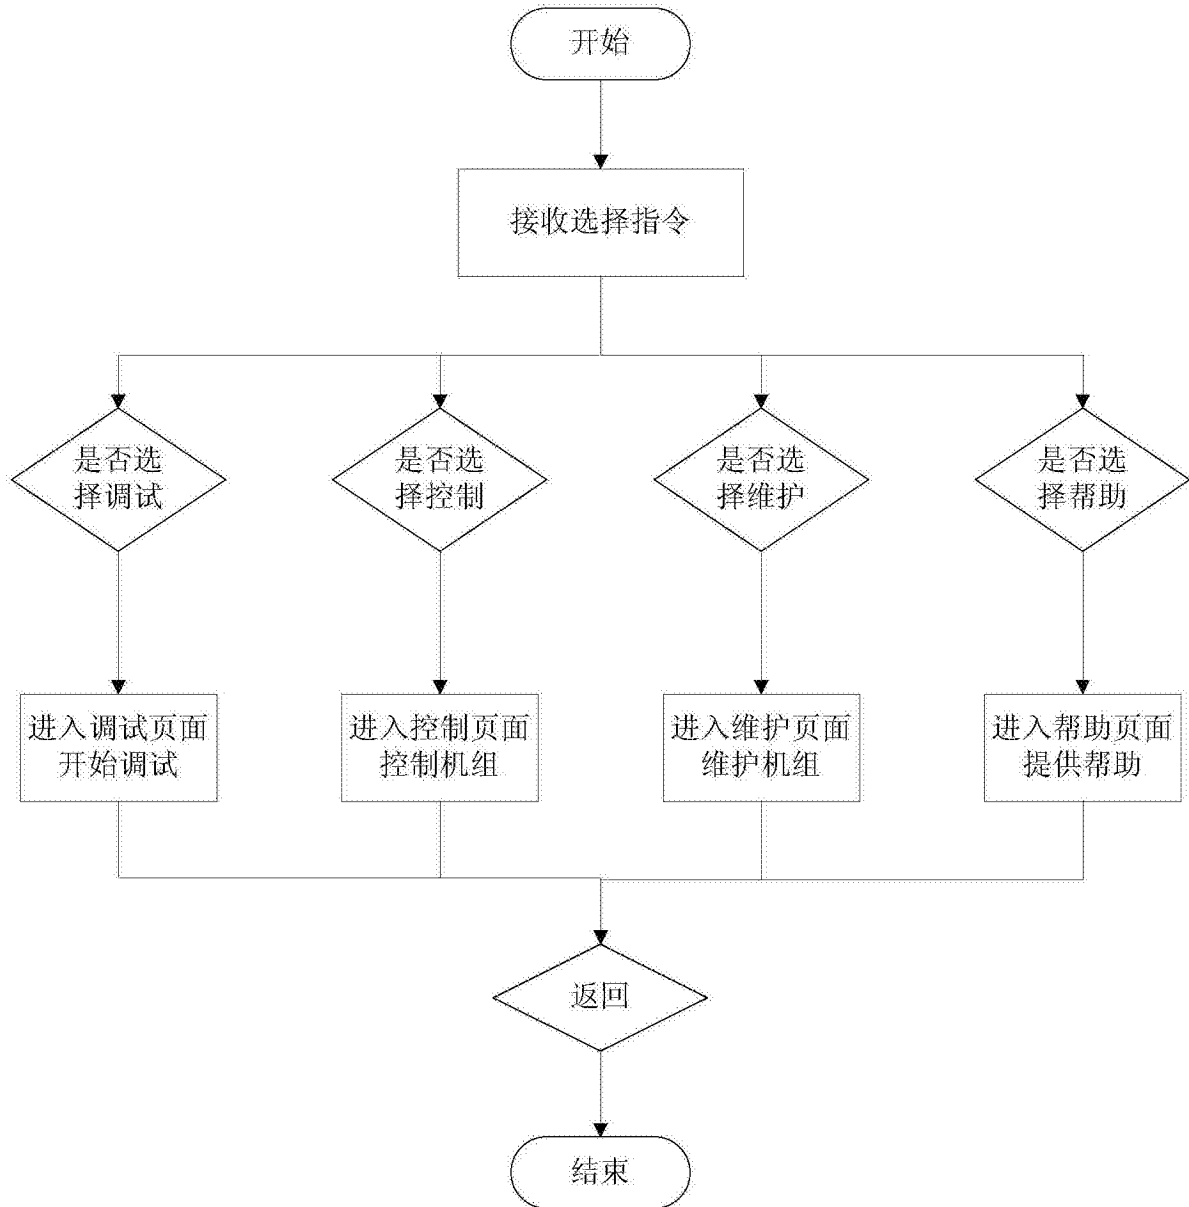 开始
接收选择指令
是否选
择调试
是否选
择控制
是否选
择维护
是否选
择帮助
进入调试页面
开始调试
进入控制页面
控制机组
进入维护页面
维护机组
进入帮助页面
提供帮助
返回
结束